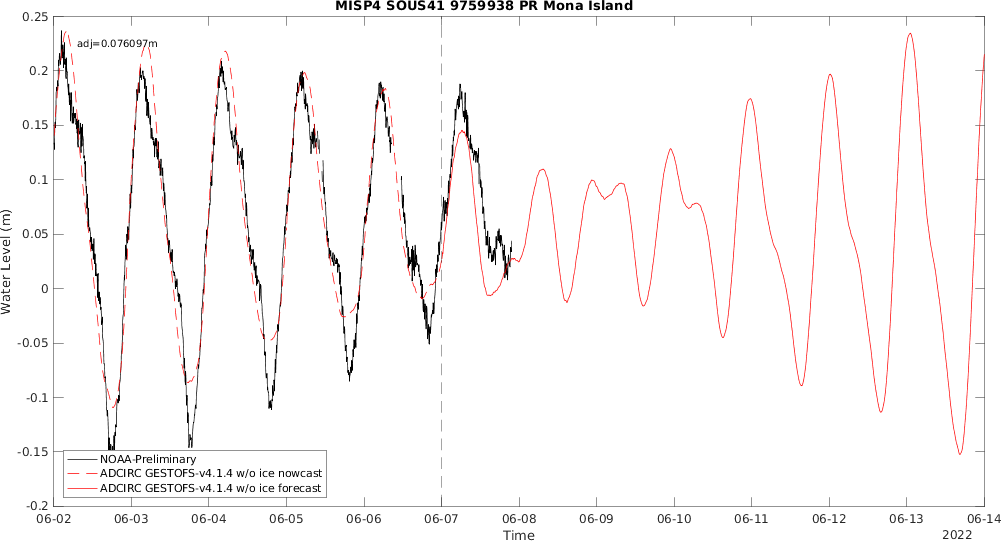 MISP4 SOUS41 9759938 PR Mona Island
adj=0.076097m
0.25
0.2
0.15
0.1
0.05
0
-0.05
-0.1
-0.15
-0.2
Water Level (m)
NOAA-Preliminary
ADCIRC GESTOFS-v4.1.4 w/o ice nowcast
ADCIRC GESTOFS-v4.1.4 w/o ice forecast
06-02 06-03 06-04 06-05 06-06 06-07 06-08 06-09 06-10 06-11 06-12 06-13 06-14
Time
2022